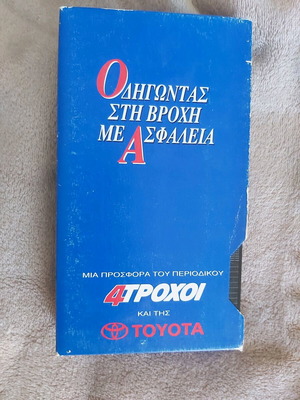 ΟΔΗΓΩΝΤΑΣ
ΣΤΗ ΒΡΟΧΗ
ΜΕ ΑΣΦΑΛΕΙΑ
ΜΙΑ ΠΡΟΣΦΟΡΑ ΤΟΥ ΠΕΡΙΟΔΙΚΟΥ
4ΤΡΟΧΟΙ
ΚΑΙ ΤΗΣ
TOYOTA